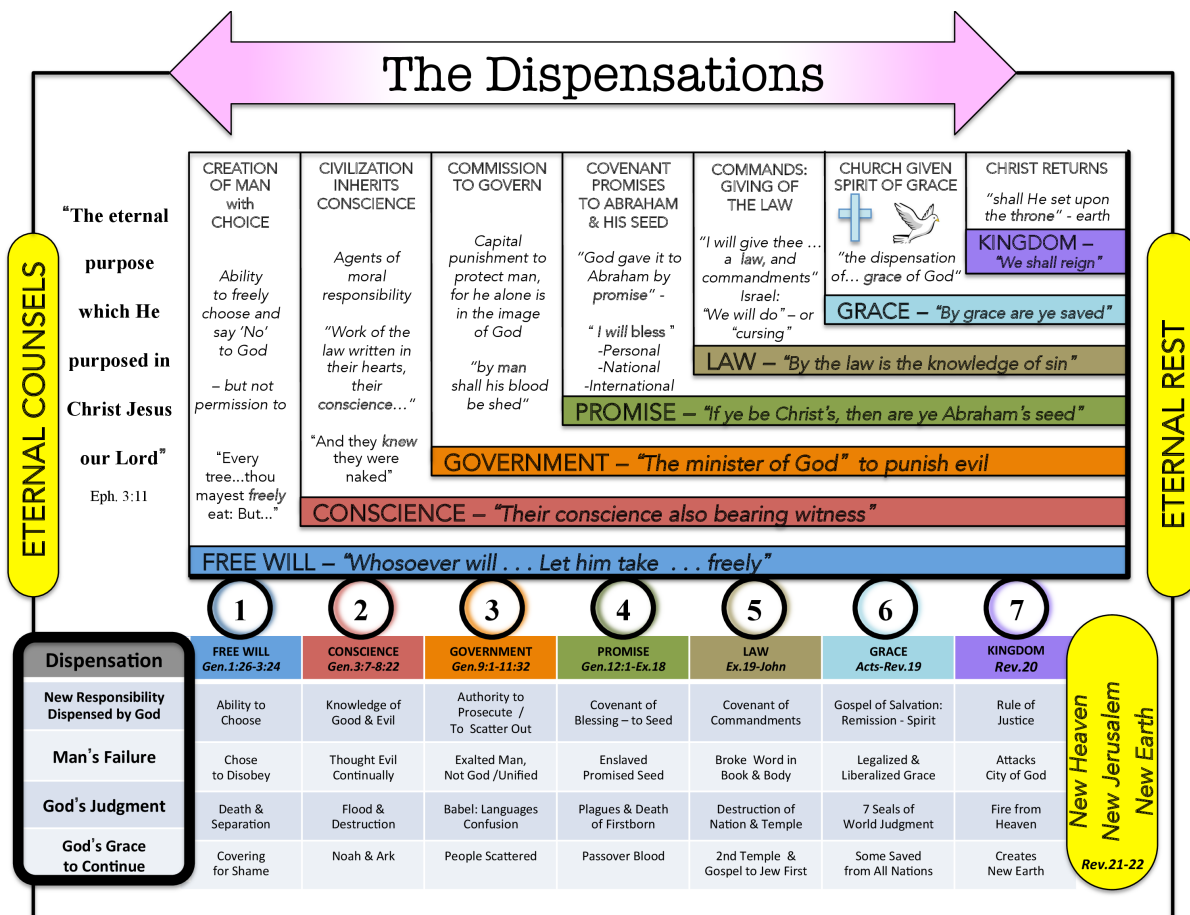 The Dispensations
ETERNAL COUNSELS
“The eternal
purpose
which He
purposed in
Christ Jesus
our Lord”
Eph. 3:11
CREATION
OF MAN
with
CHOICE
Ability
to freely
choose and
say ‘No’
to God
– but not
permission to
“Every
tree...thou
mayest freely
eat: But...”
CIVILIZATION
INHERITS
CONSCIENCE
Agents of
moral
responsibility
“Work of the
law written in
their hearts,
their
conscience…”
“And they knew
they were
naked”
COMMISSION
TO GOVERN
Capital
punishment to
protect man,
for he alone is
in the image
of God
“by man
shall his blood
be shed”
COVENANT
PROMISES
TO ABRAHAM
& HIS SEED
“God gave it to
Abraham by
promise” -
“ I will bless ”
-Personal
-National
-International
COMMANDS:
GIVING OF
THE LAW
“I will give thee …
a law, and
commandments”
Israel:
“We will do” – or
“cursing”
CHURCH GIVEN
SPIRIT OF GRACE
“the dispensation
of… grace of God”
CHRIST RETURNS
“shall He set upon
the throne” - earth
KINGDOM –
“We shall reign”
GRACE – “By grace are ye saved”
LAW – “By the law is the knowledge of sin”
PROMISE – “If ye be Christ’s, then are ye Abraham’s seed”
GOVERNMENT – “The minister of God” to punish evil
CONSCIENCE – “Their conscience also bearing witness”
FREE WILL – “Whosoever will . . . Let him take . . . freely”
ETERNAL REST
1 2 3 4 5 6 7
Dispensation
FREE WILL
Gen.1:26-3:24
CONSCIENCE
Gen.3:7-8:22
GOVERNMENT
Gen.9:1-11:32
PROMISE
Gen.12:1-Ex.18
LAW
Ex.19-John
GRACE
Acts-Rev.19
KINGDOM
Rev.20
New Responsibility
Dispensed by God
Ability to
Choose
Knowledge of
Good & Evil
Authority to
Prosecute /
To Scatter Out
Covenant of
Blessing – to Seed
Covenant of
Commandments
Gospel of Salvation:
Remission - Spirit
Rule of
Justice
Man’s Failure
Chose
to Disobey
Thought Evil
Continually
Exalted Man,
Not God /Unified
Enslaved
Promised Seed
Broke Word in
Book & Body
Legalized &
Liberalized Grace
Attacks
City of God
God’s Judgment
Death &
Separation
Flood &
Destruction
Babel: Languages
Confusion
Plagues & Death
of Firstborn
Destruction of
Nation & Temple
7 Seals of
World Judgment
Fire from
Heaven
God’s Grace
to Continue
Covering
for Shame
Noah & Ark
People Scattered
Passover Blood
2nd Temple &
Gospel to Jew First
Some Saved
from All Nations
Creates
New Earth
New Heaven
New Jerusalem
New Earth
Rev.21-22